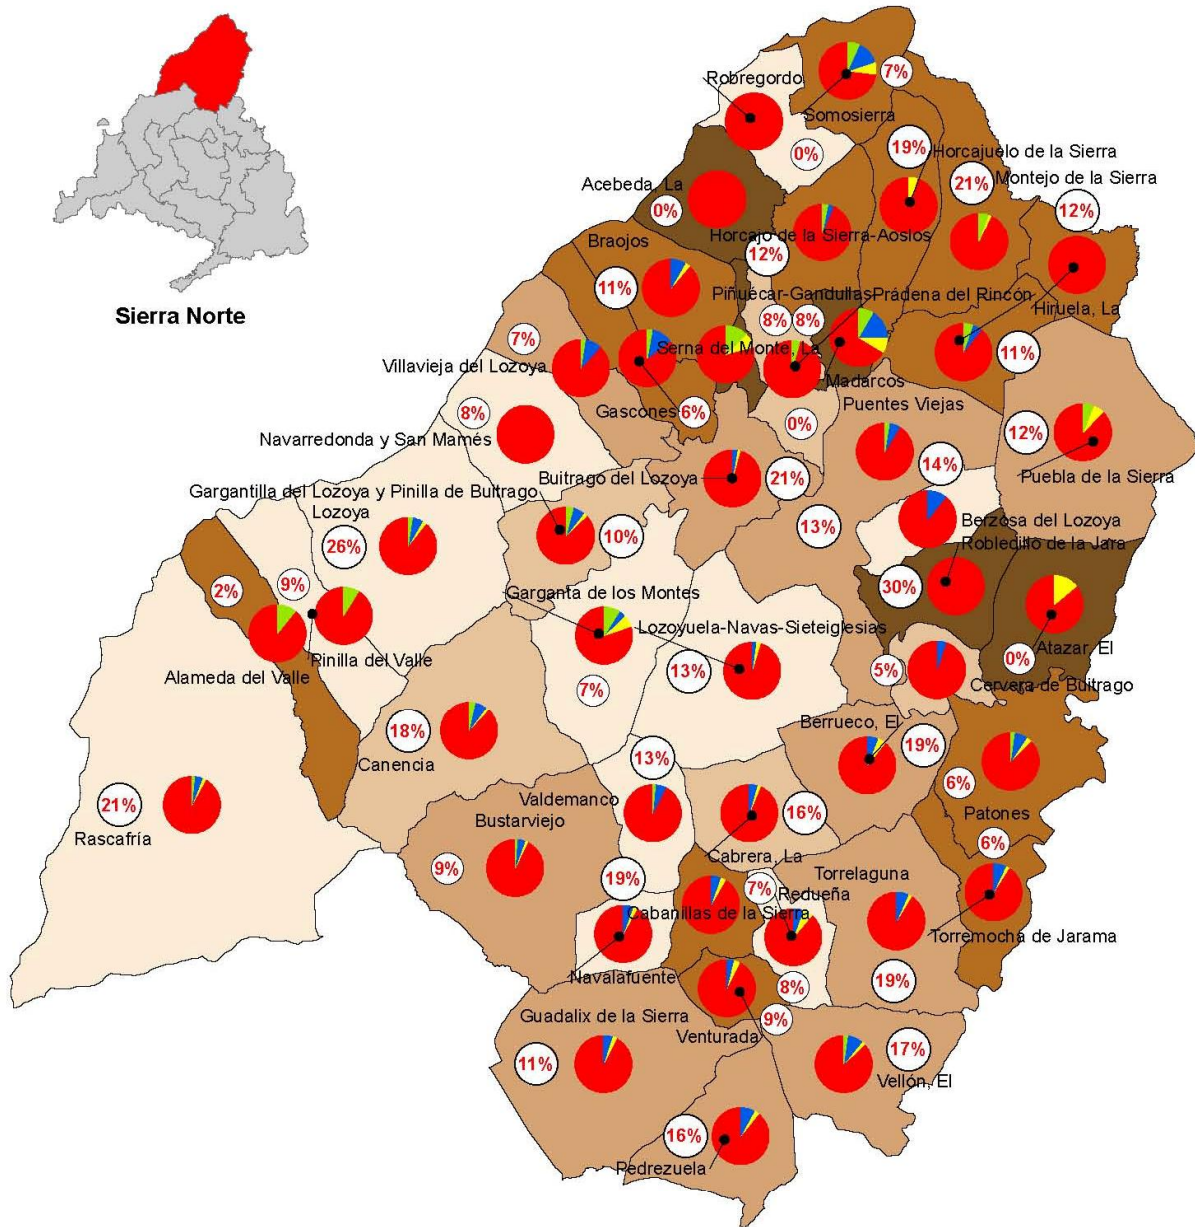 Sierra Norte
Robregordo
7%
Somosierra
0%
19%
Horcajuelo de la Sierra
21%
Montejo de la Sierra
12%
Acebeda, La
0%
Horcajo de la Sierra-Aoslos
12%
Braojos
11%
Piñuécar-Gandullas
Prádena del Rincón
Hiruela, La
8%
8%
7%
Serna del Monte, La
11%
Villavieja del Lozoya
Madarcos
Gascones
6%
0%
Puentes Viejas
8%
Navarredonda y San Mamés
12%
Puebla de la Sierra
Gargantilla del Lozoya y Pinilla de Buitrago
Buitrago del Lozoya
21%
14%
Lozoya
26%
10%
13%
Berzosa del Lozoya
Robledillo de la Jara
30%
2%
9%
Garganta de los Montes
Lozoyuela-Navas-Sieteiglesias
Pinilla del Valle
Alameda del Valle
13%
7%
5%
0%
Atazar, El
Cervera de Buitrago
18%
Canencia
13%
Berrueco, El
19%
21%
Rascafría
Valdemanco
Bustarviejo
16%
6%
Patones
6%
9%
Cabrera, La
19%
7%
Redueña
Torrelaguna
Cabanillas de la Sierra
Torremocha de Jarama
Navalafuente
8%
19%
Guadalix de la Sierra
Venturada
9%
11%
17%
Vellón, El
16%
Pedrezuela